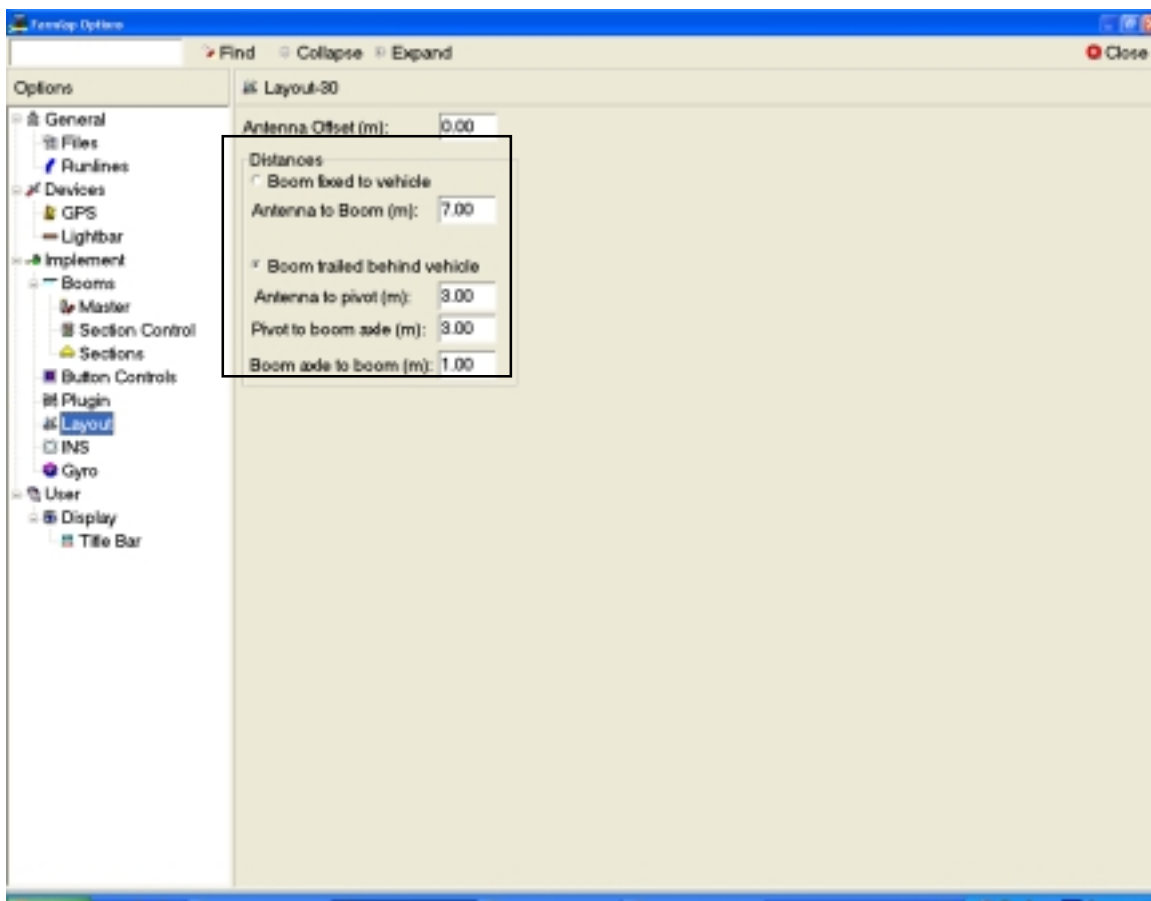 FarmLap Options
Find Collapse Expand Close
Options
Layout-30
General
Files
Runlines
Devices
GPS
Lightbar
Implement
Booms
Master
Section Control
Sections
Button Controls
Plugin
Layout
INS
Gyro
User
Display
Title Bar
Antenna Offset (m): 0.00
Distances
Boom fixed to vehicle
Antenna to Boom (m): 7.00
Boom trailed behind vehicle
Antenna to pivot (m): 3.00
Pivot to boom axle (m): 3.00
Boom axle to boom (m): 1.00